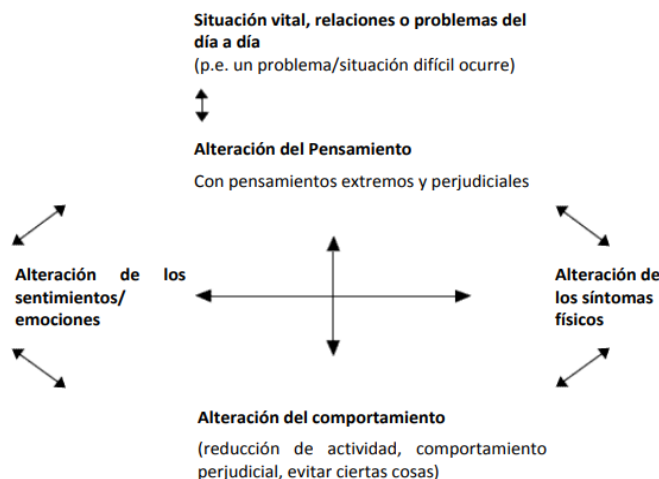 Situación vital, relaciones o problemas del
día a día
(p.e. un problema/situación difícil ocurre)
Alteración del Pensamiento
Con pensamientos extremos y perjudiciales
Alteración de los
sentimientos/
emociones
Alteración de
los síntomas
físicos
Alteración del comportamiento
(reducción de actividad, comportamiento
perjudicial, evitar ciertas cosas)